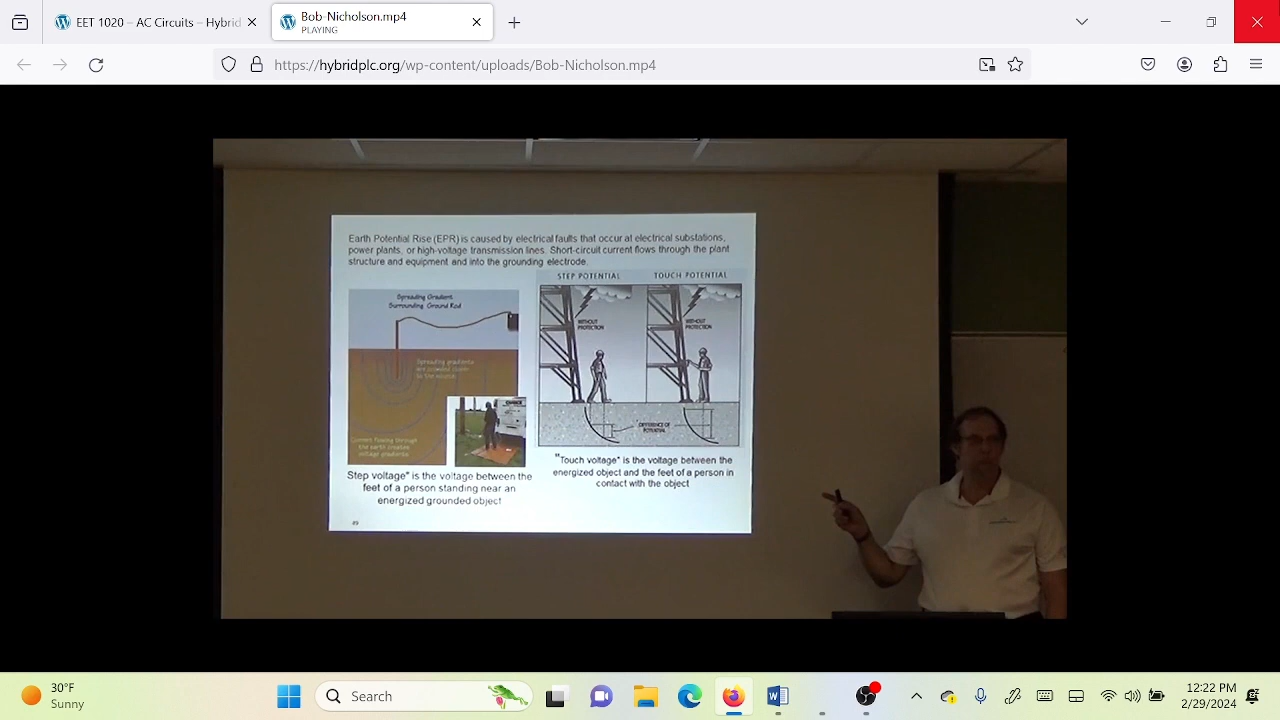 EET 1020 – AC Circuits – Hybrid
Bob-Nicholson.mp4
PLAYING
https://hybridplc.org/wp-content/uploads/Bob-Nicholson.mp4
Earth Potential Rise (EPR) is caused by electrical faults that occur at electrical substations,
power plants, or high-voltage transmission lines. Short-circuit current flows through the plant
structure and equipment and into the grounding electrode.
STEP POTENTIAL
TOUCH POTENTIAL
Spreading Gradient
Surrounding Ground Rod
WITHOUT
PROTECTION
WITHOUT
PROTECTION
Spreading gradients
are crowded closer
to the source
DIFFERENCE OF
POTENTIAL
Current flowing through
the earth creates
voltage gradients
Step voltage" is the voltage between the
feet of a person standing near an
energized grounded object
"Touch voltage" is the voltage between the
energized object and the feet of a person in
contact with the object
30°F
Sunny
Search
12:22 PM
2/29/2024